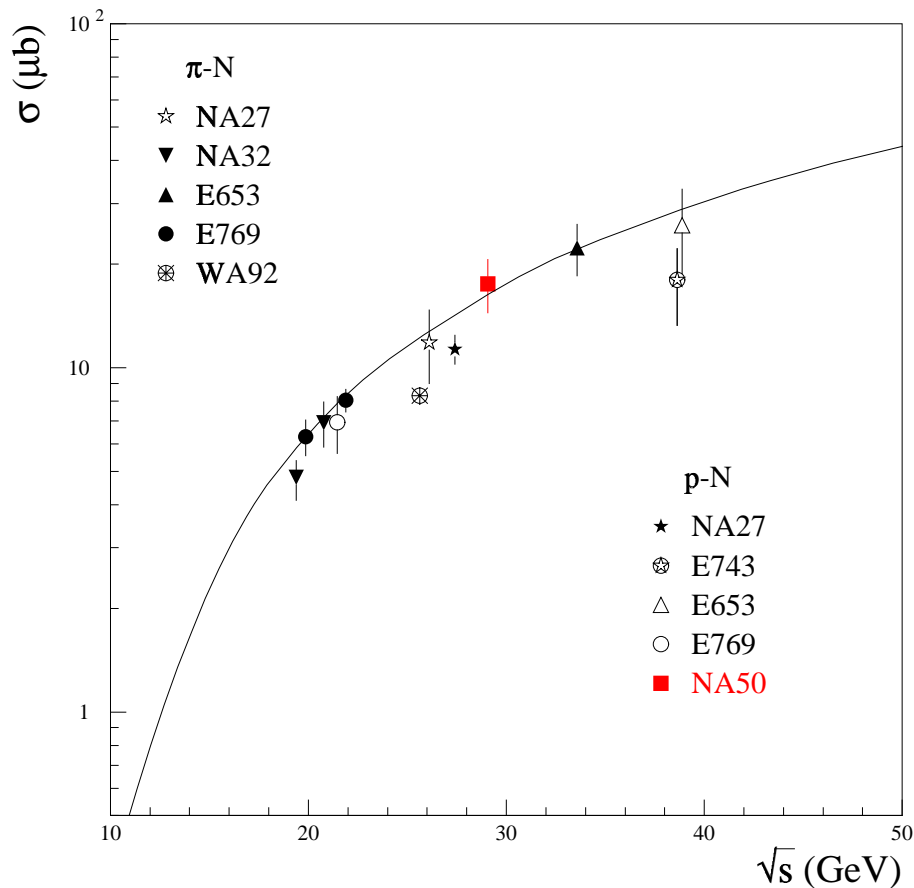 σ (μb)
10 2
10
1
π-N
NA27
NA32
E653
E769
WA92
p-N
NA27
E743
E653
E769
NA50
10 20 30 40 50
√s (GeV)